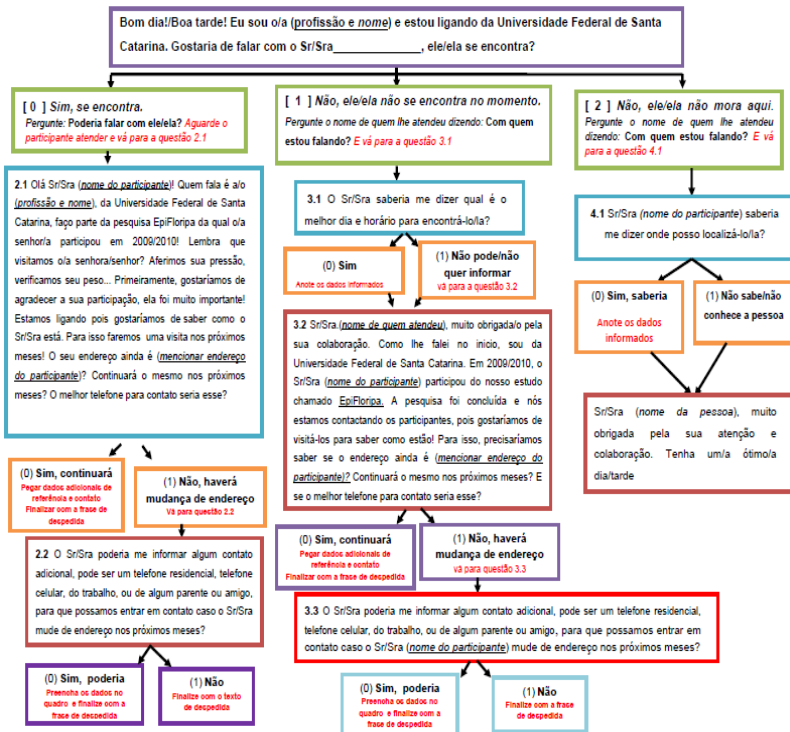 Bom dia!/Boa tarde! Eu sou o/a (profissão e nome) e estou ligando da Universidade Federal de Santa
Catarina. Gostaria de falar com o Sr/Sra______________, ele/ela se encontra?
[ 0 ] Sim, se encontra.
Pergunte: Poderia falar com ele/ela? Aguarde o
participante atender e vá para a questão 2.1
[ 1 ] Não, ele/ela não se encontra no momento.
Pergunte o nome de quem lhe atendeu dizendo: Com quem
estou falando? E vá para questão 3.1
[ 2 ] Não, ele/ela não mora aqui.
Pergunte o nome de quem lhe atendeu
dizendo: Com quem estou falando? E vá
para a questão 4.1
2.1 Olá Sr/Sra (nome do participante)! Quem fala é a/o
(profissão e nome), da Universidade Federal de Santa
Catarina, faço parte da pesquisa EpiFloripa da qual o/a
senhor/a participou em 2009/2010! Lembra que
visitamos o/a senhora/senhor? Aferimos sua pressão,
verificamos seu peso... Primeiramente, gostaríamos de
agradecer a sua participação, ela foi muito importante!
Estamos ligando pois gostaríamos de saber como o
Sr/Sra está. Para isso faremos uma visita nos próximos
meses! O seu endereço ainda é (mencionar endereço
do participante)? Continuará o mesmo nos próximos
meses? O melhor telefone para contato seria esse?
(0) Sim, continuará
Pegar dados adicionais de
referência e contato
Finalizar com a frase de
despedida
(1) Não, haverá
mudança de endereço
Vá para questão 2.2
2.2 O Sr/Sra poderia me informar algum contato
adicional, pode ser um telefone residencial, telefone
celular, do trabalho, ou de algum parente ou amigo,
para que possamos entrar em contato caso o Sr/Sra
mude de endereço nos próximos meses?
(0) Sim, poderia
Preencha os dados no
quadro e finalize com a
frase de despedida
(1) Não
Finalize com o texto
de despedida
3.1 O Sr/Sra saberia me dizer qual é o
melhor dia e horário para encontrá-lo/la?
(0) Sim
Anote os dados informados
(1) Não pode/não
quer informar
vá para a questão 3.2
3.2 Sr/Sra.(nome de quem atendeu), muito obrigada/o pela
sua colaboração. Como lhe falei no inicio, sou da
Universidade Federal de Santa Catarina. Em 2009/2010, o
Sr/Sra (nome do participante) participou do nosso estudo
chamado EpiFloripa. A pesquisa foi concluída e nós
estamos contactando os participantes, pois gostaríamos de
visitá-los para saber como estão! Para isso, precisaríamos
saber se o endereço ainda é (mencionar endereço do
participante)? Continuará o mesmo nos próximos meses? E
se o melhor telefone para contato seria esse?
(0) Sim, continuará
Pegar dados adicionais de
referência e contato
Finalizar com a frase de despedida
(1) Não, haverá
mudança de endereço
vá para questão 3.3
3.3 O Sr/Sra poderia me informar algum contato adicional, pode ser um telefone residencial,
telefone celular, do trabalho, ou de algum parente ou amigo, para que possamos entrar em
contato caso o Sr/Sra (nome do participante) mude de endereço nos próximos meses?
(0) Sim, poderia
Preencha os dados no
quadro e finalize com a
frase de despedida
(1) Não
Finalize com a frase
de despedida
4.1 Sr/Sra (nome do participante) saberia
me dizer onde posso localizá-lo/la?
(0) Sim, saberia
Anote os dados
informados
(1) Não sabe/não
conhece a pessoa
Sr/Sra (nome da pessoa), muito
obrigada pela sua atenção e
colaboração. Tenha um/a ótimo/a
dia/tarde